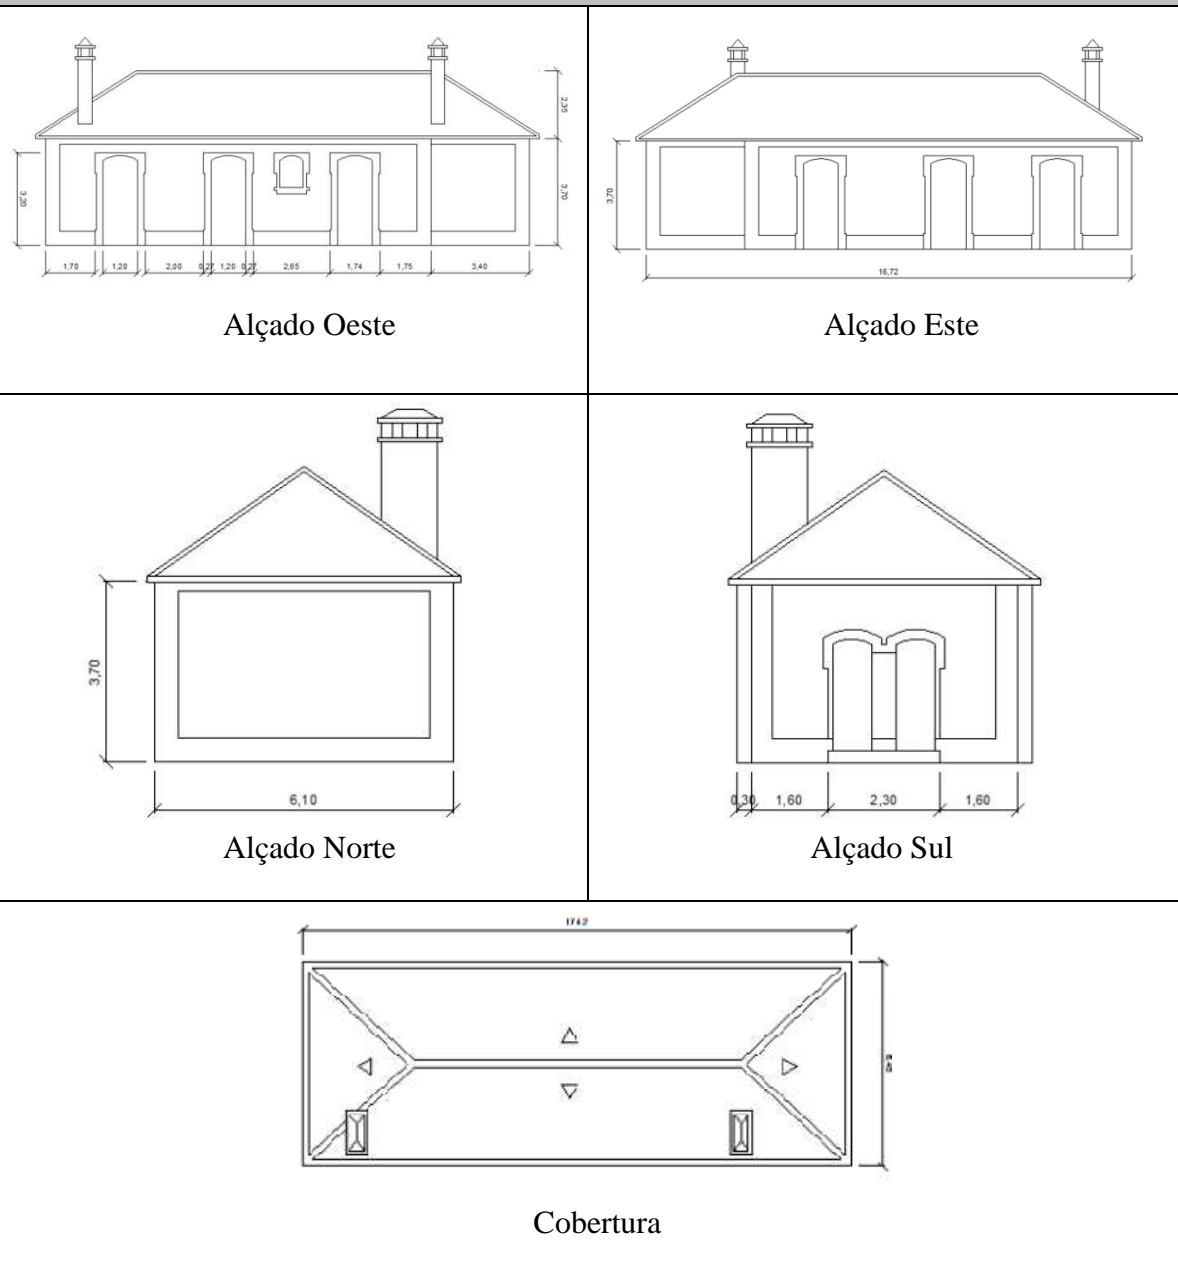 2,35
3,20
3,70
1,70 1,20 2,00 0,27 1,20 0,27 2,65 1,74 1,75 3,40
Alçado Oeste
3,70
16,72
Alçado Este
3,70
6,10
Alçado Norte
0,30 1,60 2,30 1,60
Alçado Sul
Cobertura